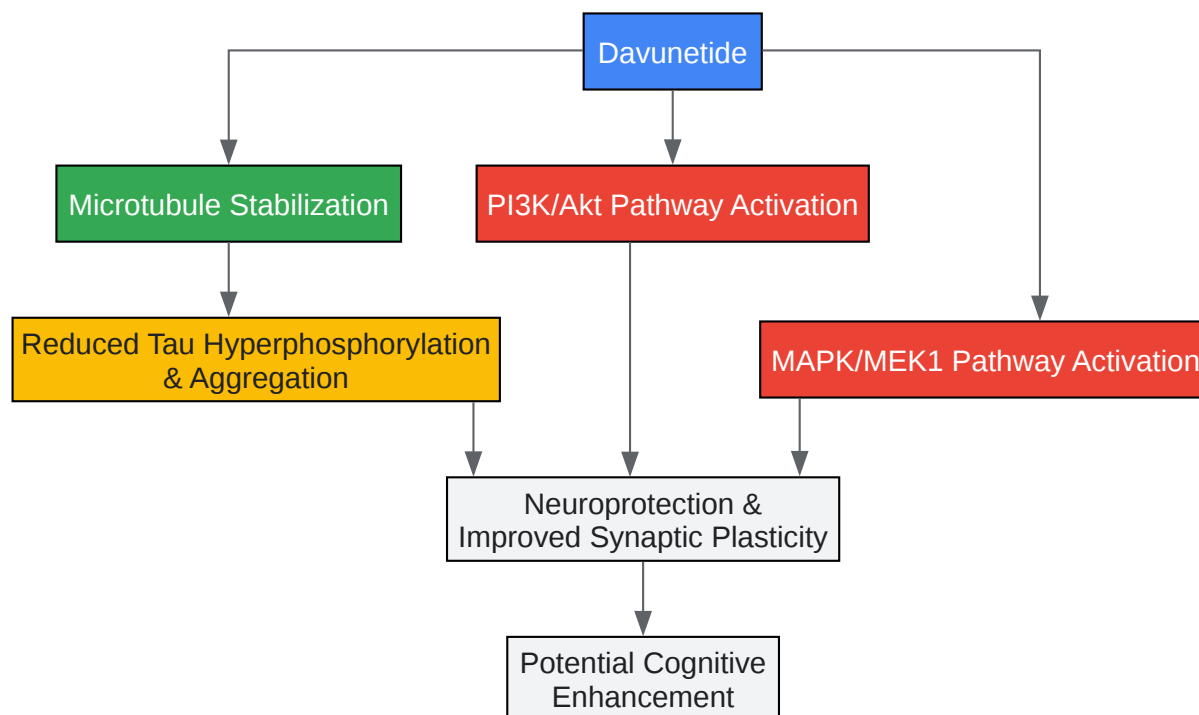 Davunetide
Microtubule Stabilization
PI3K/Akt Pathway Activation
Reduced Tau Hyperphosphorylation
& Aggregation
MAPK/MEK1 Pathway Activation
Neuroprotection &
Improved Synaptic Plasticity
Potential Cognitive
Enhancement